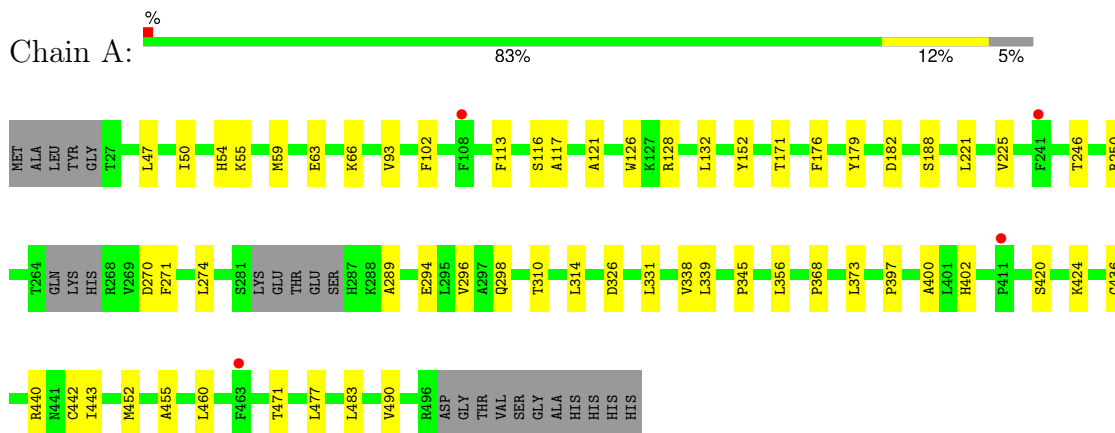 %
Chain A:
83% 12% 5%
MET ALA LEU TYR GLY T27 L47 I50 H54 K55 M59 E63 K66 V93 F102 F108 F113 S116 A117 A121 W126 K127 R128 L132 Y152 T171 F176 Y179 D182 S188 L221 V225 F241 T246
T264 GLN LYS HIS R268 V269 D270 F271 L274 S281 LYS GLU THR GLU SER H287 K288 A289 E294 L295 V296 A297 Q298 T310 L314 D326 L331 V338 L339 P345 L356 P368 L373 P397 A400 L401 H402 P411 S420 K424
R440 N441 C442 I443 M452 A455 L460 F463 T471 L477 L483 V490 R496 ASP GLY THR VAL SER GLY ALA HIS HIS HIS HIS